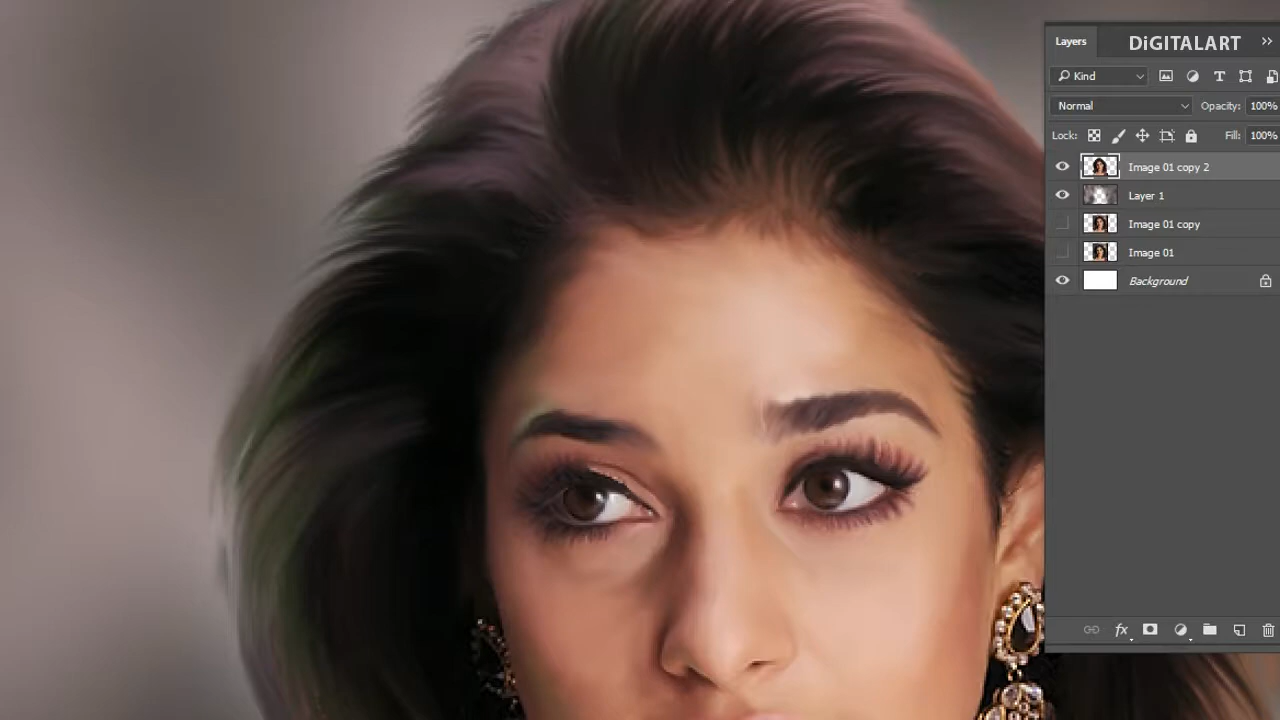 Layers DiGITALART
Kind
Normal Opacity: 100%
Lock: Fill: 100%
Image 01 copy 2
Layer 1
Image 01 copy
Image 01
Background
fx